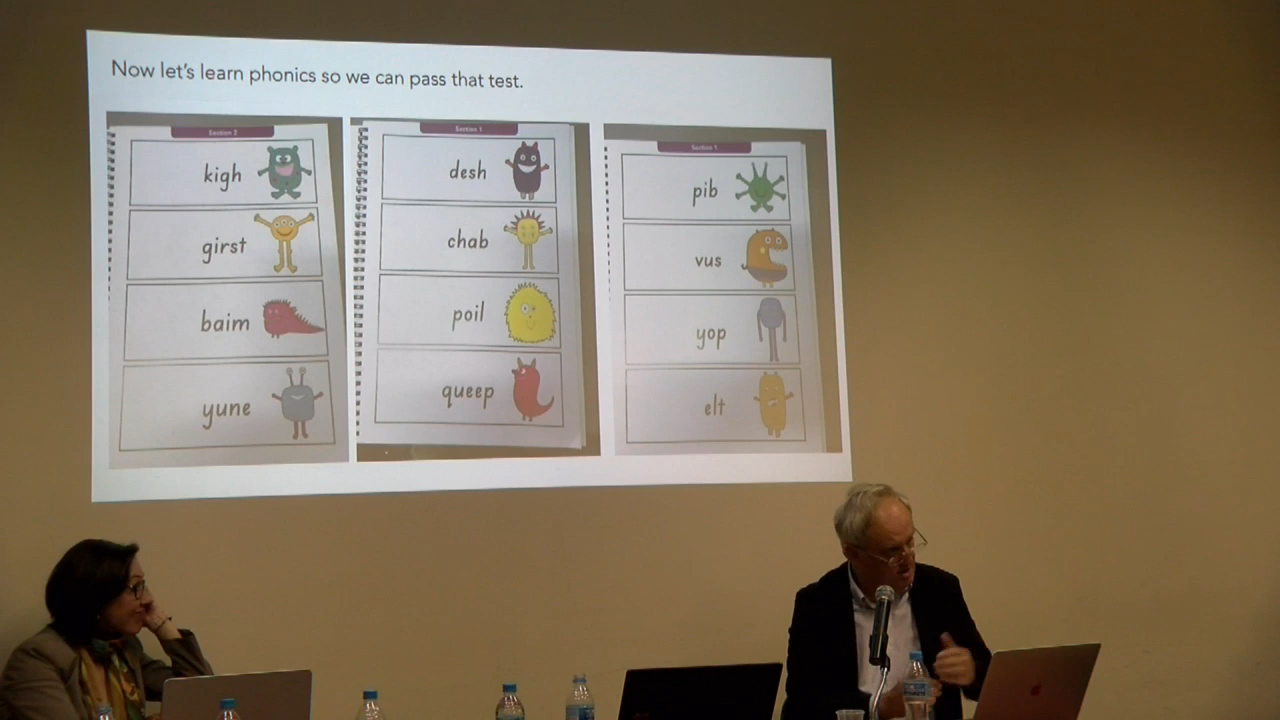 Now let's learn phonics so we can pass that test.
Section 2
kigh
girst
baim
yune
Section 1
desh
chab
poil
queep
Section 1
pib
vus
yop
elt